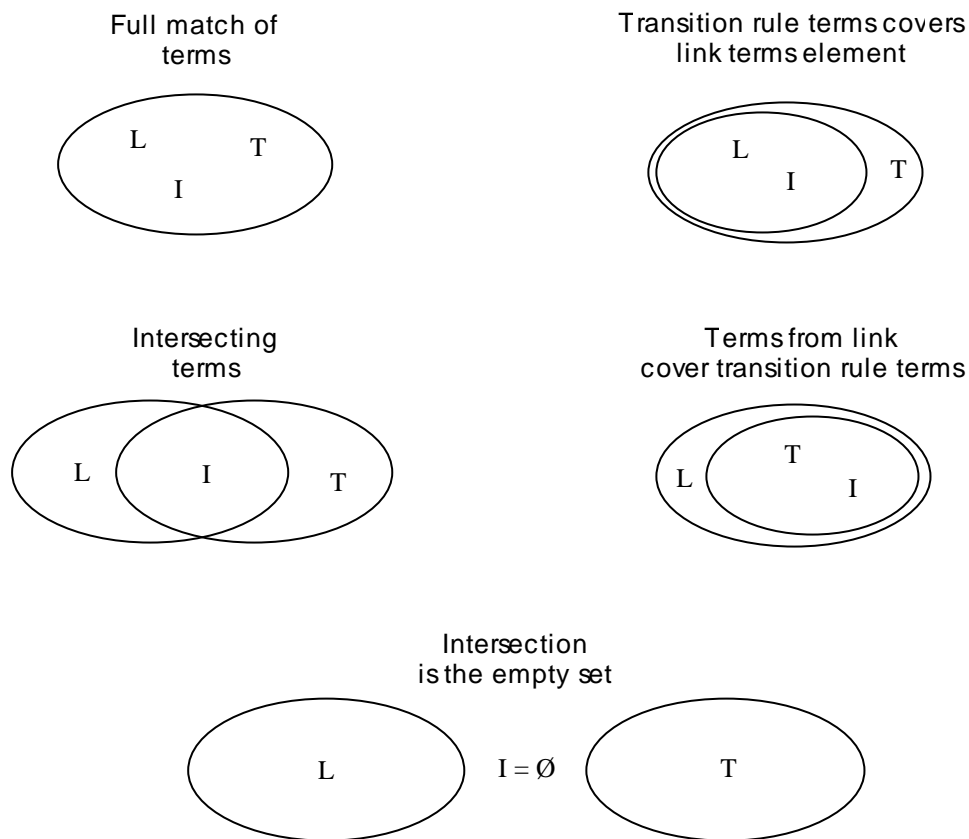 Full match of
terms
L
T
I
Transition rule terms covers
link terms element
L
I
T
Intersecting
terms
L
I
T
Terms from link
cover transition rule terms
T
L
I
Intersection
is the empty set
L
I = Ø
T